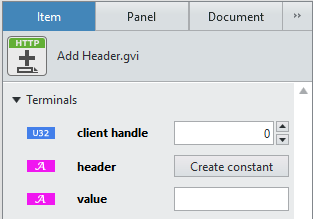 Item Panel Document »
HTTP Add Header.gvi
Terminals
U32 client handle 0
A header Create constant
A value